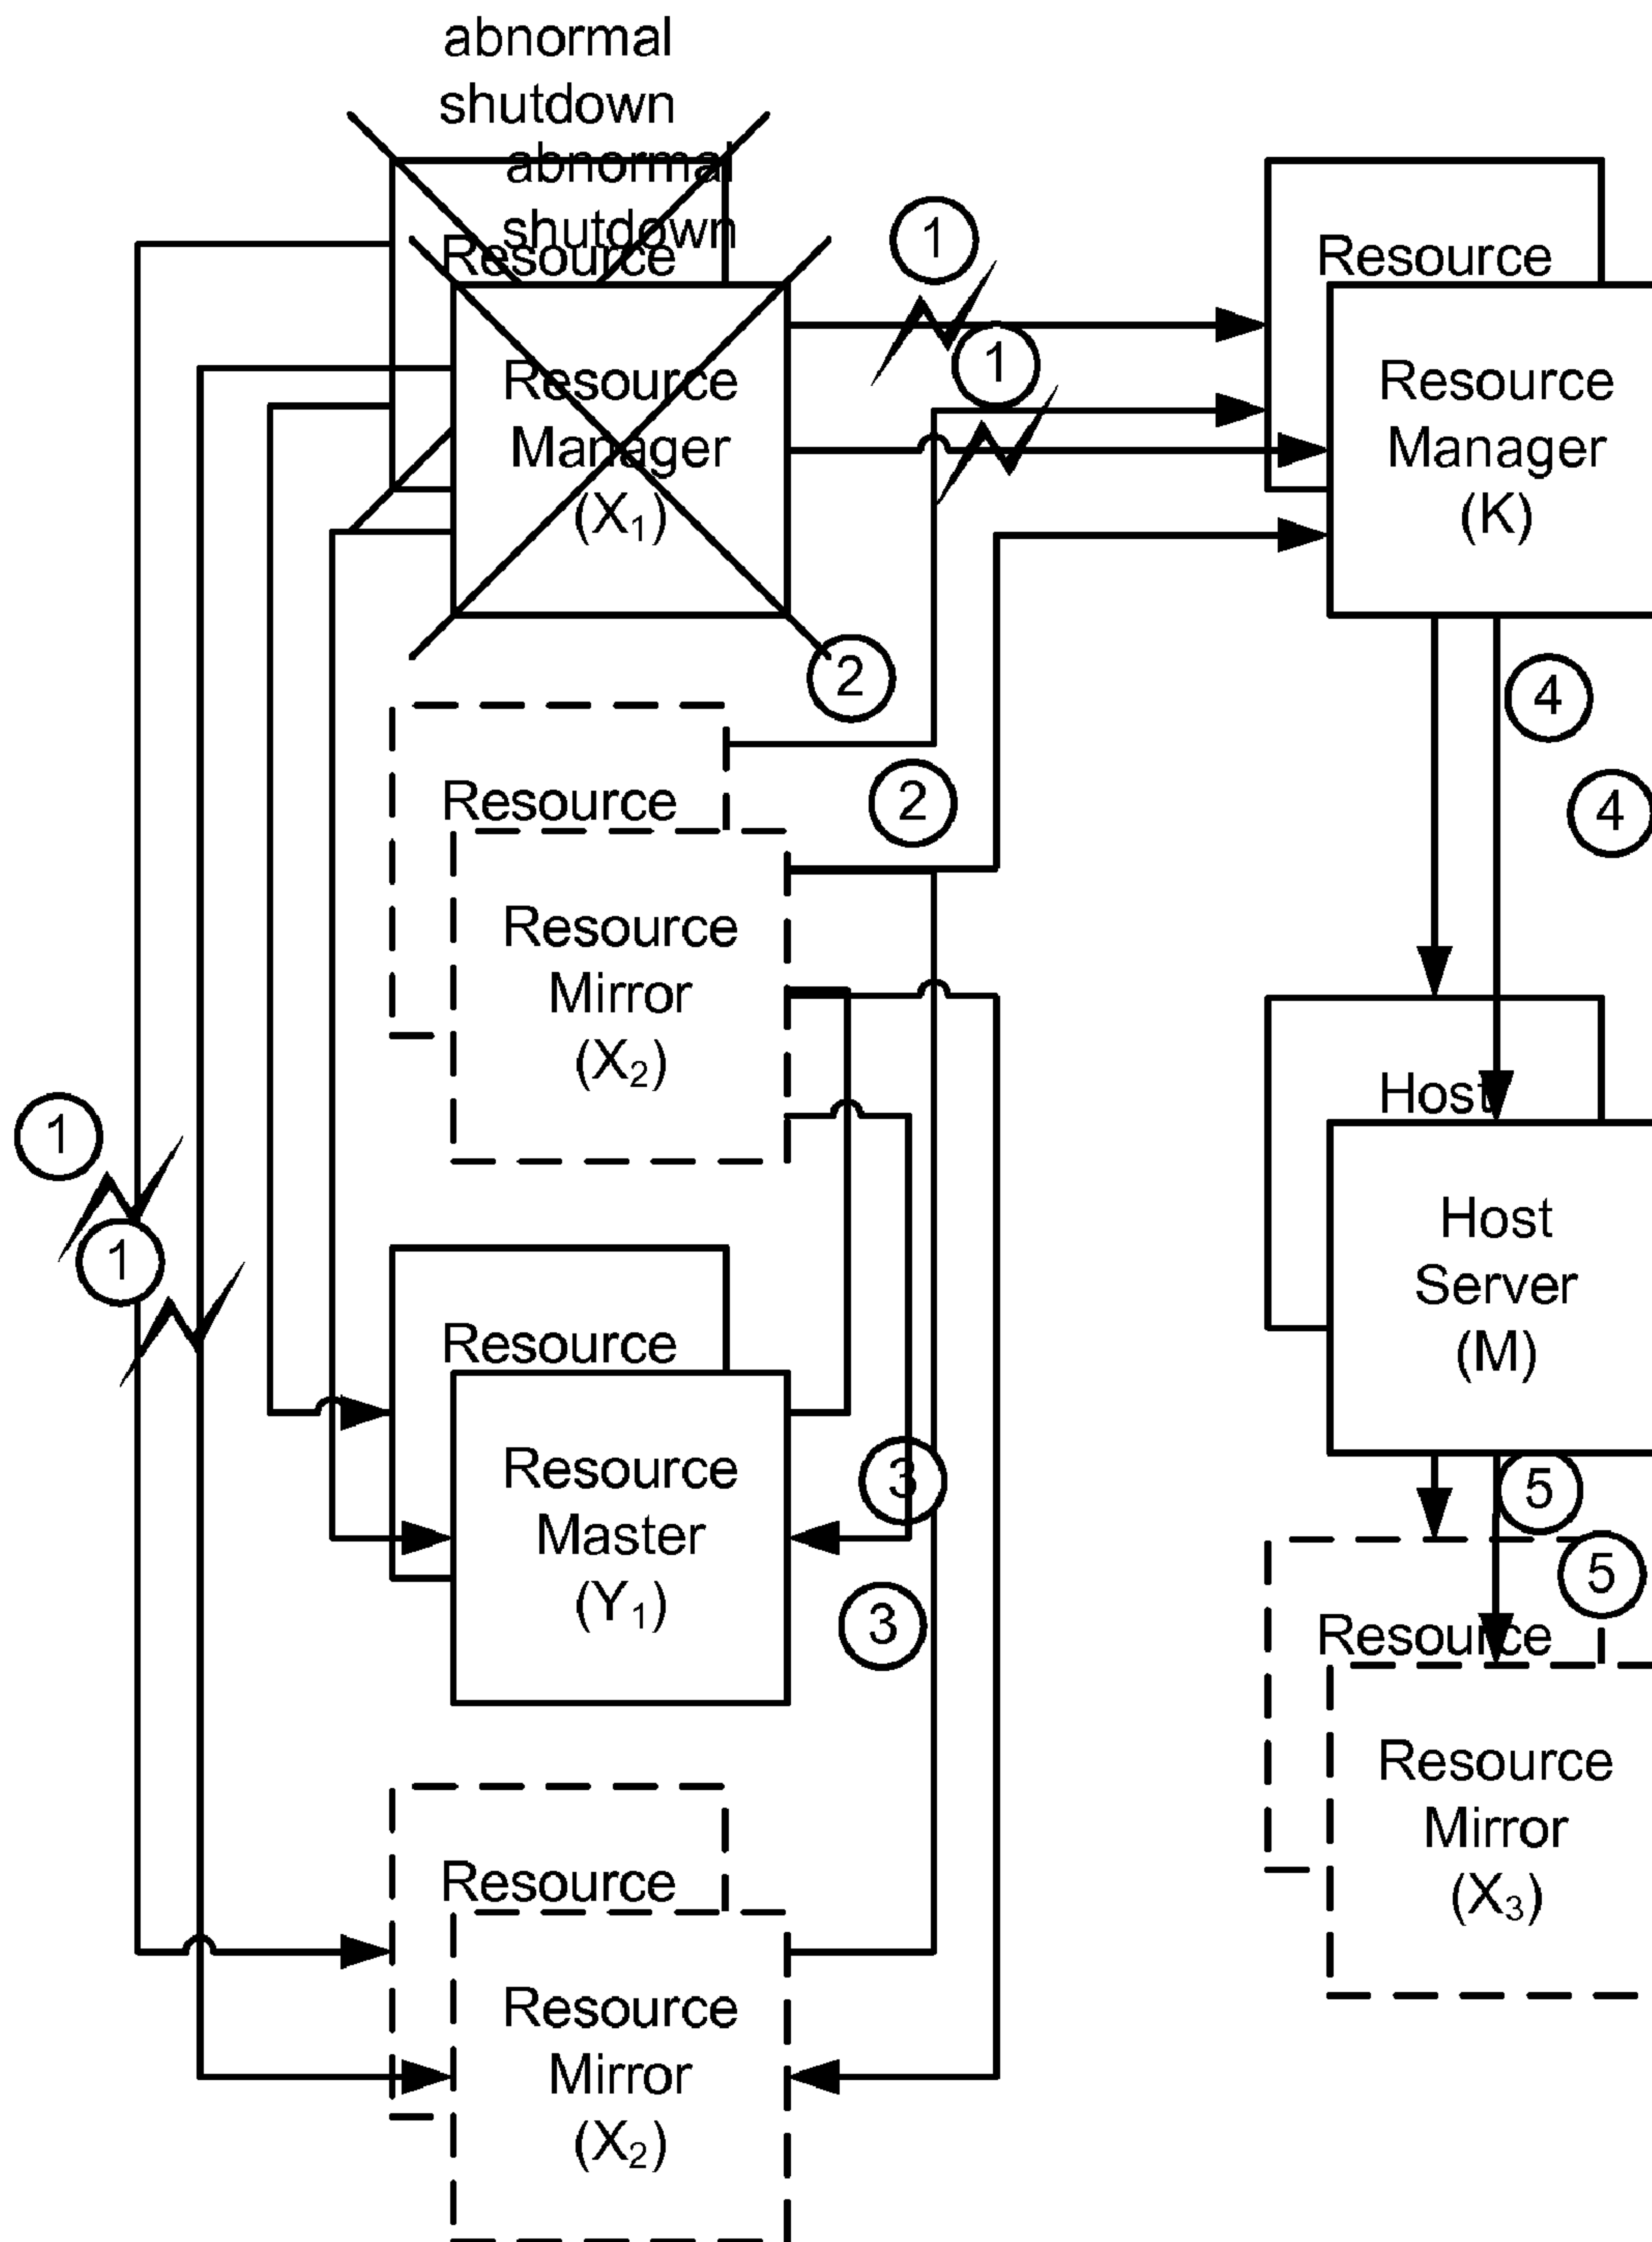 abnormal
shutdown
abnormal
shutdown
Resource
Resource
Manager
(X₁)
1
1
Resource
Resource
Manager
(K)
2
2
4
4
Resource
Resource
Mirror
(X₂)
1
1
Host
Host
Server
(M)
Resource
Resource
Master
(Y₁)
3
3
5
5
Resource
Resource
Mirror
(X₃)
Resource
Resource
Mirror
(X₂)